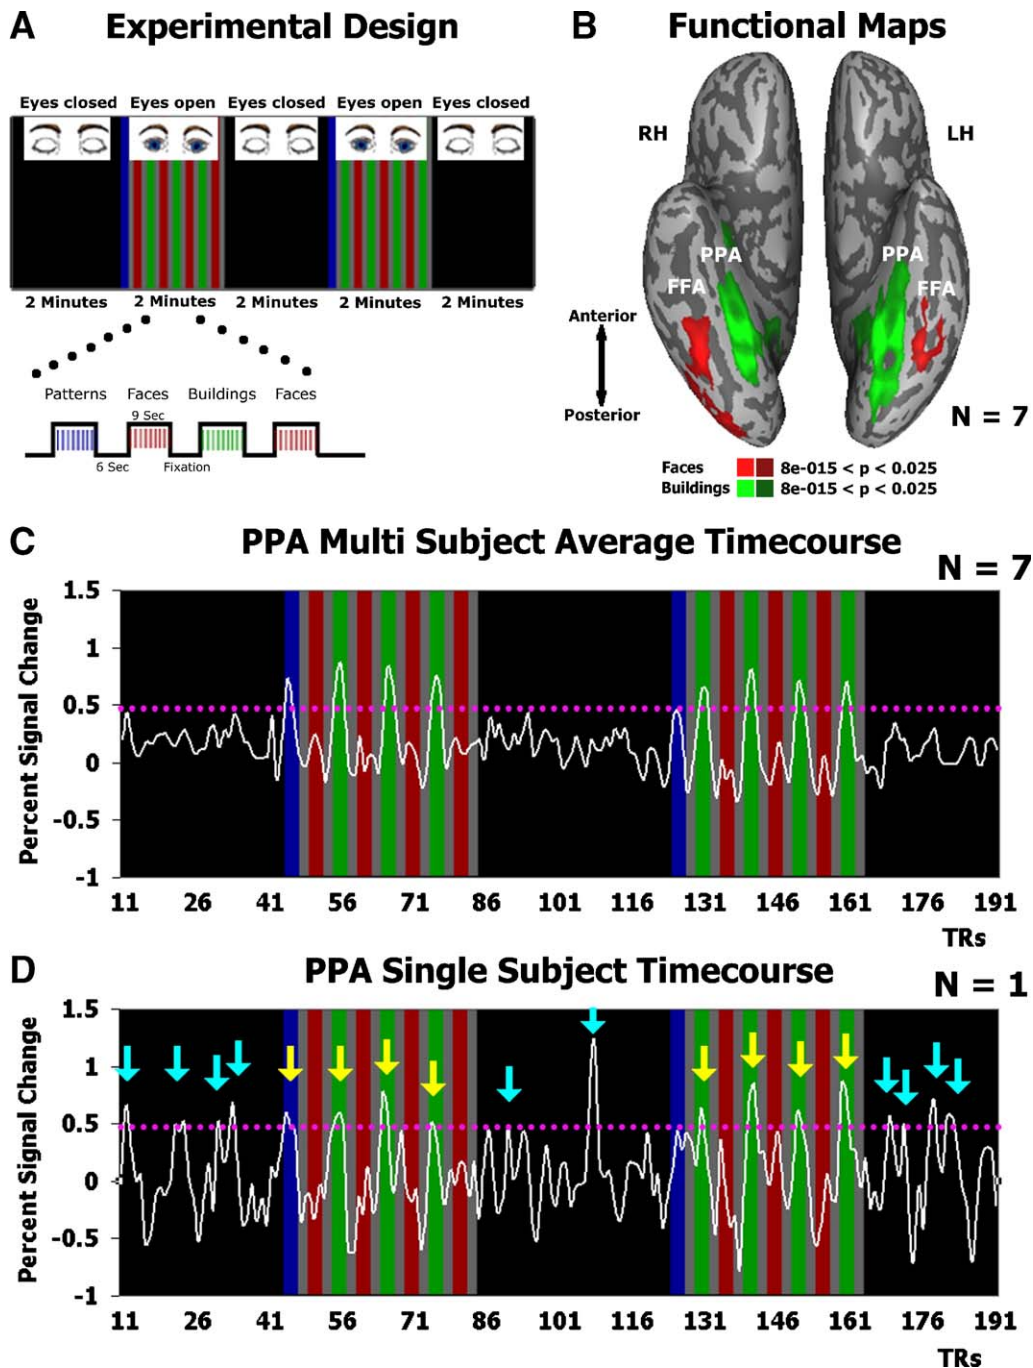 A Experimental Design
Eyes closed Eyes open Eyes closed Eyes open Eyes closed
2 Minutes 2 Minutes 2 Minutes 2 Minutes 2 Minutes
Patterns Faces Buildings Faces
9 Sec
6 Sec Fixation
B Functional Maps
RH LH
PPA PPA
FFA FFA
Anterior
Posterior
N = 7
Faces 8e-015 < p < 0.025
Buildings 8e-015 < p < 0.025
C PPA Multi Subject Average Timecourse
N = 7
Percent Signal Change
1.5
1
0.5
0
-0.5
-1
11 26 41 56 71 86 101 116 131 146 161 176 191
TRs
D PPA Single Subject Timecourse
N = 1
Percent Signal Change
1.5
1
0.5
0
-0.5
-1
11 26 41 56 71 86 101 116 131 146 161 176 191
TRs